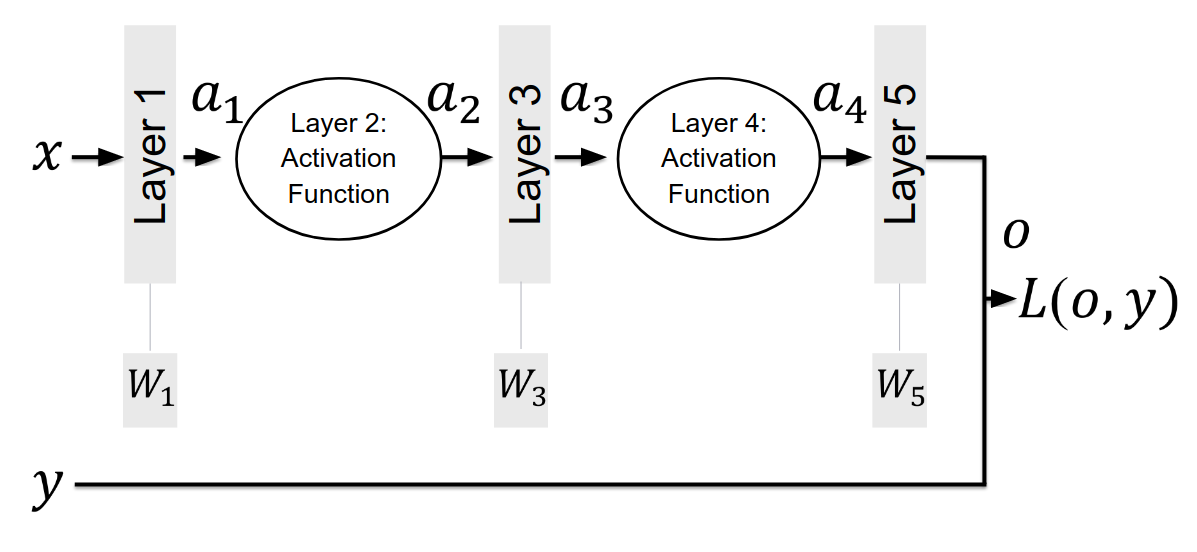 x
Layer 1
a₁
Layer 2:
Activation
Function
a₂
Layer 3
a₃
Layer 4:
Activation
Function
a₄
Layer 5
o
L(o, y)
W₁
W₃
W₅
y